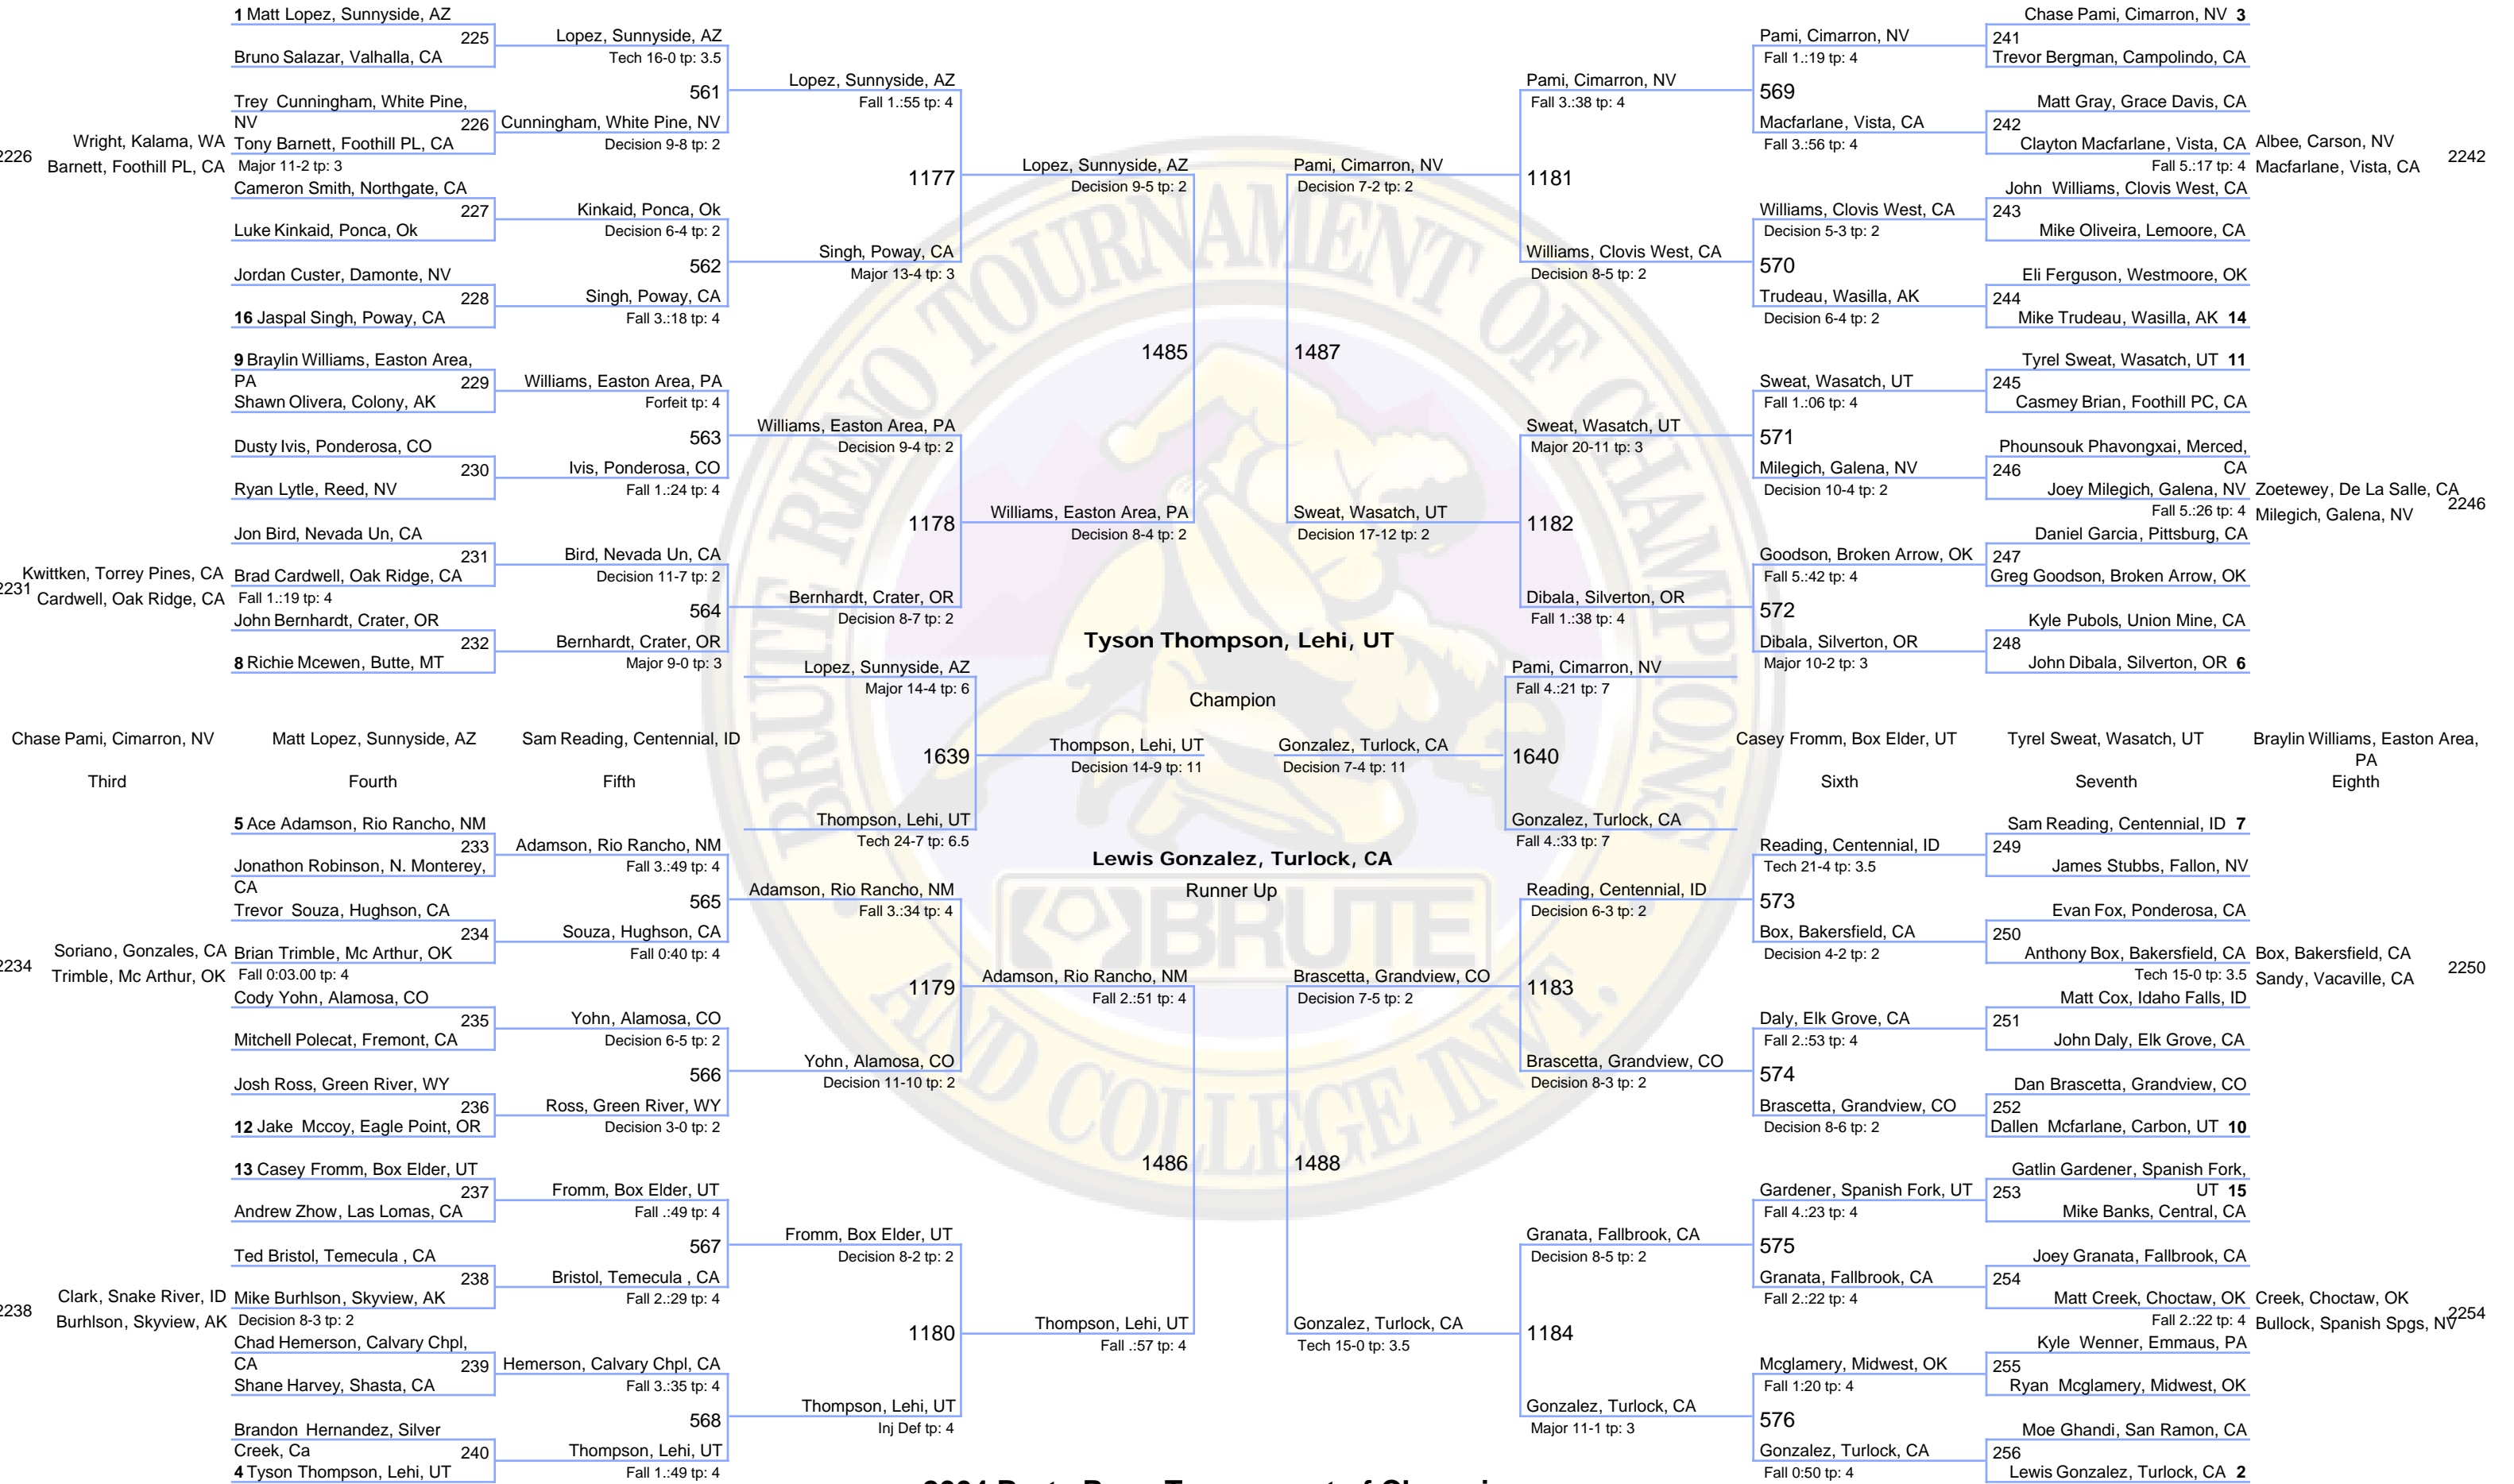 1 Matt Lopez, Sunnyside, AZ
225
Bruno Salazar, Valhalla, CA
Trey Cunningham, White Pine,
NV
226
Wright, Kalama, WA
Tony Barnett, Foothill PL, CA
2226
Barnett, Foothill PL, CA
Major 11-2 tp: 3
Cameron Smith, Northgate, CA
227
Luke Kinkaid, Ponca, Ok
Jordan Custer, Damonte, NV
228
16 Jaspal Singh, Poway, CA
9 Braylin Williams, Easton Area,
PA
229
Shawn Olivera, Colony, AK
Dusty Ivis, Ponderosa, CO
230
Ryan Lytle, Reed, NV
Jon Bird, Nevada Un, CA
231
Kwittken, Torrey Pines, CA
Brad Cardwell, Oak Ridge, CA
2231
Cardwell, Oak Ridge, CA
Fall 1.:19 tp: 4
John Bernhardt, Crater, OR
232
8 Richie Mcewen, Butte, MT
Lopez, Sunnyside, AZ
Tech 16-0 tp: 3.5
561
Cunningham, White Pine, NV
Decision 9-8 tp: 2
Kinkaid, Ponca, Ok
Decision 6-4 tp: 2
562
Singh, Poway, CA
Fall 3.:18 tp: 4
Williams, Easton Area, PA
Forfeit tp: 4
563
Ivis, Ponderosa, CO
Fall 1.:24 tp: 4
Bird, Nevada Un, CA
Decision 11-7 tp: 2
564
Bernhardt, Crater, OR
Major 9-0 tp: 3
Lopez, Sunnyside, AZ
Fall 1.:55 tp: 4
1177
Singh, Poway, CA
Major 13-4 tp: 3
Williams, Easton Area, PA
Decision 9-4 tp: 2
1178
Bernhardt, Crater, OR
Decision 8-7 tp: 2
Lopez, Sunnyside, AZ
Decision 9-5 tp: 2
1485
Williams, Easton Area, PA
Decision 8-4 tp: 2
Pami, Cimarron, NV
Decision 7-2 tp: 2
1487
Sweat, Wasatch, UT
Decision 17-12 tp: 2
Pami, Cimarron, NV
Fall 3.:38 tp: 4
1181
Williams, Clovis West, CA
Decision 8-5 tp: 2
Sweat, Wasatch, UT
Major 20-11 tp: 3
1182
Dibala, Silverton, OR
Fall 1.:38 tp: 4
Pami, Cimarron, NV
Fall 1.:19 tp: 4
569
Macfarlane, Vista, CA
Fall 3.:56 tp: 4
Williams, Clovis West, CA
Decision 5-3 tp: 2
570
Trudeau, Wasilla, AK
Decision 6-4 tp: 2
Sweat, Wasatch, UT
Fall 1.:06 tp: 4
571
Milegich, Galena, NV
Decision 10-4 tp: 2
Goodson, Broken Arrow, OK
Fall 5.:42 tp: 4
572
Dibala, Silverton, OR
Major 10-2 tp: 3
Chase Pami, Cimarron, NV 3
241
Trevor Bergman, Campolindo, CA
Matt Gray, Grace Davis, CA
242
Clayton Macfarlane, Vista, CA
Albee, Carson, NV
2242
Fall 5.:17 tp: 4
Macfarlane, Vista, CA
John Williams, Clovis West, CA
243
Mike Oliveira, Lemoore, CA
Eli Ferguson, Westmoore, OK
244
Mike Trudeau, Wasilla, AK 14
Tyrel Sweat, Wasatch, UT 11
245
Casmey Brian, Foothill PC, CA
Phounsouk Phavongxai, Merced,
CA
246
Joey Milegich, Galena, NV
Zoetewey, De La Salle, CA
2246
Fall 5.:26 tp: 4
Milegich, Galena, NV
Daniel Garcia, Pittsburg, CA
247
Greg Goodson, Broken Arrow, OK
Kyle Pubols, Union Mine, CA
248
John Dibala, Silverton, OR 6
Tyson Thompson, Lehi, UT
Champion
Lopez, Sunnyside, AZ
Major 14-4 tp: 6
1639
Thompson, Lehi, UT
Decision 14-9 tp: 11
Thompson, Lehi, UT
Tech 24-7 tp: 6.5
Pami, Cimarron, NV
Fall 4.:21 tp: 7
Gonzalez, Turlock, CA
Decision 7-4 tp: 11
1640
Gonzalez, Turlock, CA
Fall 4.:33 tp: 7
Lewis Gonzalez, Turlock, CA
Runner Up
Chase Pami, Cimarron, NV
Third
Matt Lopez, Sunnyside, AZ
Fourth
Sam Reading, Centennial, ID
Fifth
Casey Fromm, Box Elder, UT
Sixth
Tyrel Sweat, Wasatch, UT
Seventh
Braylin Williams, Easton Area,
PA
Eighth
5 Ace Adamson, Rio Rancho, NM
233
Jonathon Robinson, N. Monterey,
CA
Trevor Souza, Hughson, CA
234
Soriano, Gonzales, CA
Brian Trimble, Mc Arthur, OK
2234
Trimble, Mc Arthur, OK
Fall 0:03.00 tp: 4
Cody Yohn, Alamosa, CO
235
Mitchell Polecat, Fremont, CA
Josh Ross, Green River, WY
236
12 Jake Mccoy, Eagle Point, OR
13 Casey Fromm, Box Elder, UT
237
Andrew Zhow, Las Lomas, CA
Ted Bristol, Temecula , CA
238
Clark, Snake River, ID
Mike Burhlson, Skyview, AK
2238
Burhlson, Skyview, AK
Decision 8-3 tp: 2
Chad Hemerson, Calvary Chpl,
CA
239
Shane Harvey, Shasta, CA
Brandon Hernandez, Silver
Creek, Ca
240
4 Tyson Thompson, Lehi, UT
Adamson, Rio Rancho, NM
Fall 3.:49 tp: 4
565
Souza, Hughson, CA
Fall 0:40 tp: 4
Yohn, Alamosa, CO
Decision 6-5 tp: 2
566
Ross, Green River, WY
Decision 3-0 tp: 2
Fromm, Box Elder, UT
Fall .:49 tp: 4
567
Bristol, Temecula , CA
Fall 2.:29 tp: 4
Hemerson, Calvary Chpl, CA
Fall 3.:35 tp: 4
568
Thompson, Lehi, UT
Fall 1.:49 tp: 4
Adamson, Rio Rancho, NM
Fall 3.:34 tp: 4
1179
Yohn, Alamosa, CO
Decision 11-10 tp: 2
Fromm, Box Elder, UT
Decision 8-2 tp: 2
1180
Thompson, Lehi, UT
Inj Def tp: 4
Adamson, Rio Rancho, NM
Fall 2.:51 tp: 4
1486
Thompson, Lehi, UT
Fall .:57 tp: 4
Brascetta, Grandview, CO
Decision 7-5 tp: 2
1488
Gonzalez, Turlock, CA
Tech 15-0 tp: 3.5
Reading, Centennial, ID
Decision 6-3 tp: 2
1183
Brascetta, Grandview, CO
Decision 8-3 tp: 2
Granata, Fallbrook, CA
Decision 8-5 tp: 2
1184
Gonzalez, Turlock, CA
Major 11-1 tp: 3
Reading, Centennial, ID
Tech 21-4 tp: 3.5
573
Box, Bakersfield, CA
Decision 4-2 tp: 2
Daly, Elk Grove, CA
Fall 2.:53 tp: 4
574
Brascetta, Grandview, CO
Decision 8-6 tp: 2
Gardener, Spanish Fork, UT
Fall 4.:23 tp: 4
575
Granata, Fallbrook, CA
Fall 2.:22 tp: 4
Mcglamery, Midwest, OK
Fall 1:20 tp: 4
576
Gonzalez, Turlock, CA
Fall 0:50 tp: 4
Sam Reading, Centennial, ID 7
249
James Stubbs, Fallon, NV
Evan Fox, Ponderosa, CA
250
Anthony Box, Bakersfield, CA
Box, Bakersfield, CA
2250
Tech 15-0 tp: 3.5
Sandy, Vacaville, CA
Matt Cox, Idaho Falls, ID
251
John Daly, Elk Grove, CA
Dan Brascetta, Grandview, CO
252
Dallen Mcfarlane, Carbon, UT 10
Gatlin Gardener, Spanish Fork,
UT 15
253
Mike Banks, Central, CA
Joey Granata, Fallbrook, CA
254
Matt Creek, Choctaw, OK
Creek, Choctaw, OK
2254
Fall 2.:22 tp: 4
Bullock, Spanish Spgs, NV
Kyle Wenner, Emmaus, PA
255
Ryan Mcglamery, Midwest, OK
Moe Ghandi, San Ramon, CA
256
Lewis Gonzalez, Turlock, CA 2
BRUTE RENO TOURNAMENT OF CHAMPIONS
AND COLLEGE INVT.
BRUTE